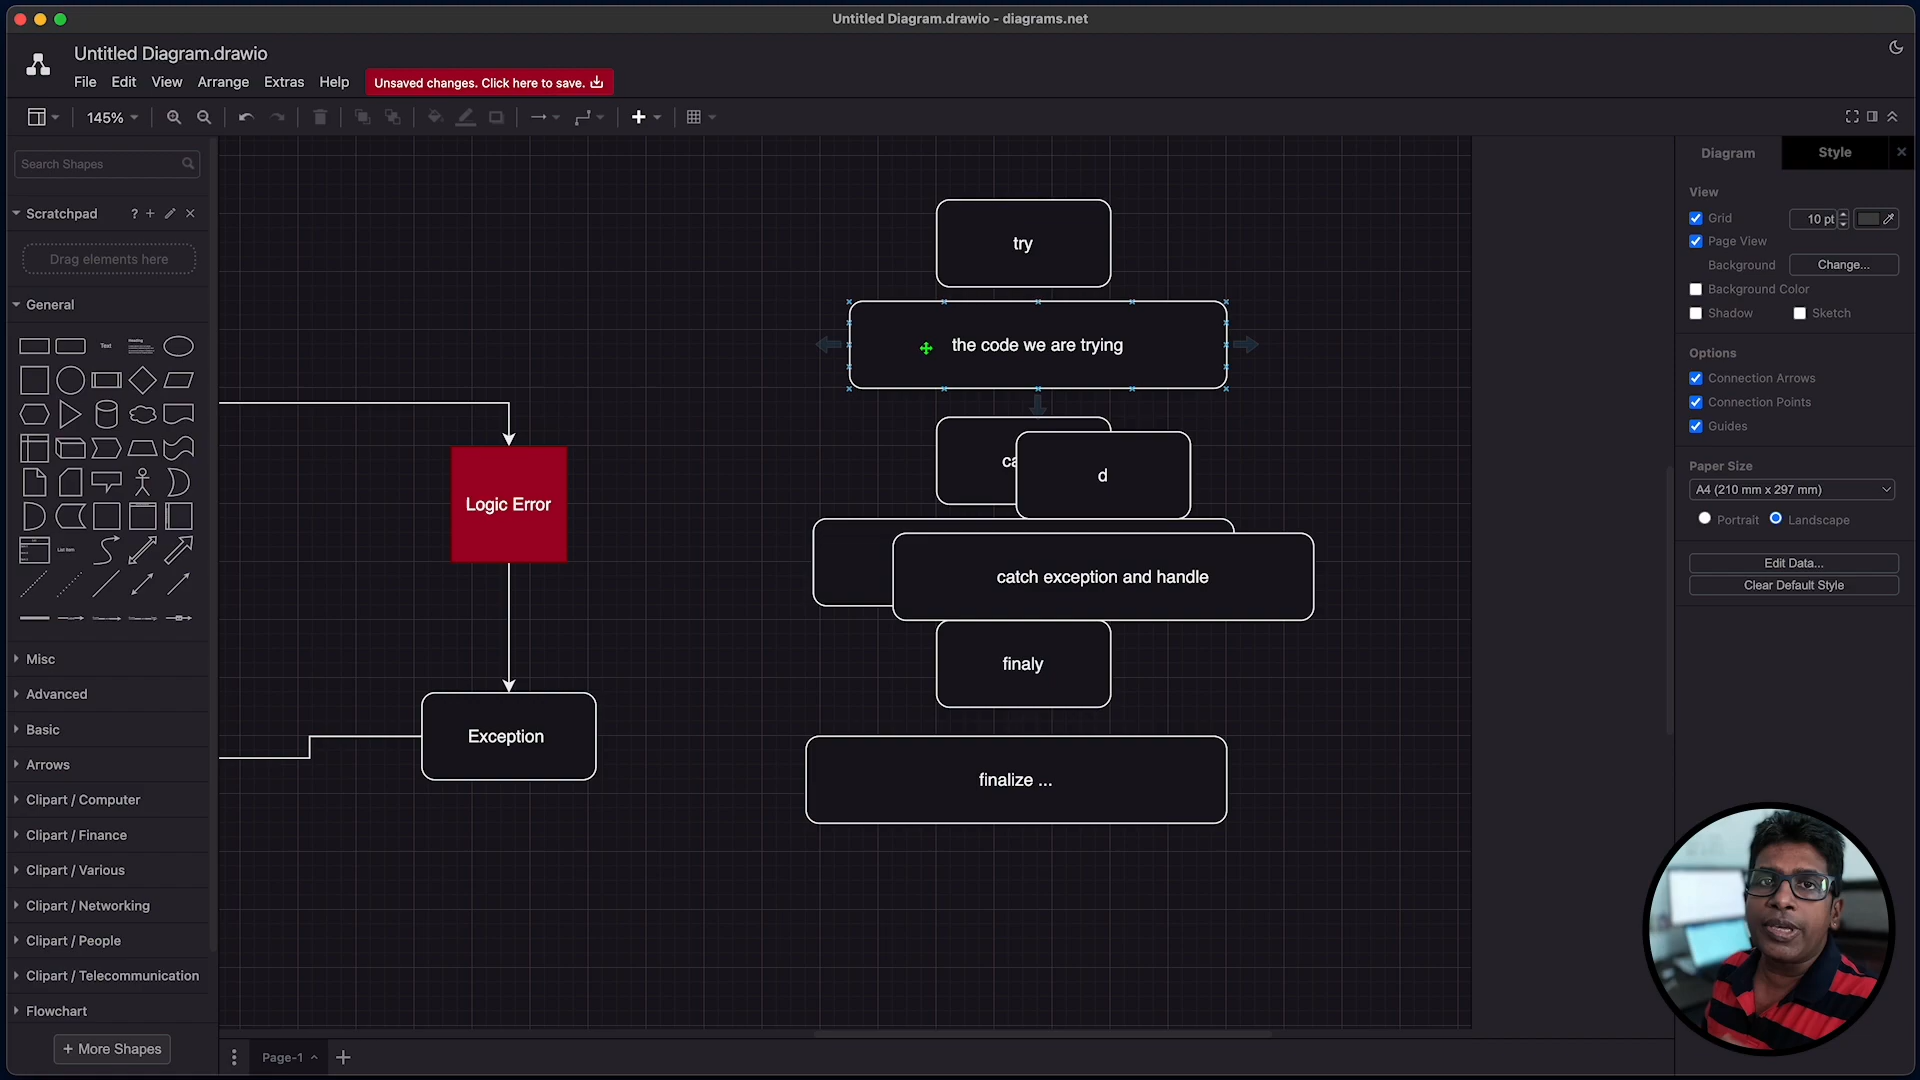 Untitled Diagram.drawio - diagrams.net
Untitled Diagram.drawio
File Edit View Arrange Extras Help Unsaved changes. Click here to save.
145%
Search Shapes
Scratchpad
?
Drag elements here
General
Text
Heading
List Item
Misc
Advanced
Basic
Arrows
Clipart / Computer
Clipart / Finance
Clipart / Various
Clipart / Networking
Clipart / People
Clipart / Telecommunication
Flowchart
+ More Shapes
Logic Error
Exception
try
the code we are trying
ca
d
catch exception and handle
finaly
finalize ...
Page-1
Diagram
Style
View
Grid
10 pt
Page View
Background
Change...
Background Color
Shadow
Sketch
Options
Connection Arrows
Connection Points
Guides
Paper Size
A4 (210 mm x 297 mm)
Portrait
Landscape
Edit Data...
Clear Default Style